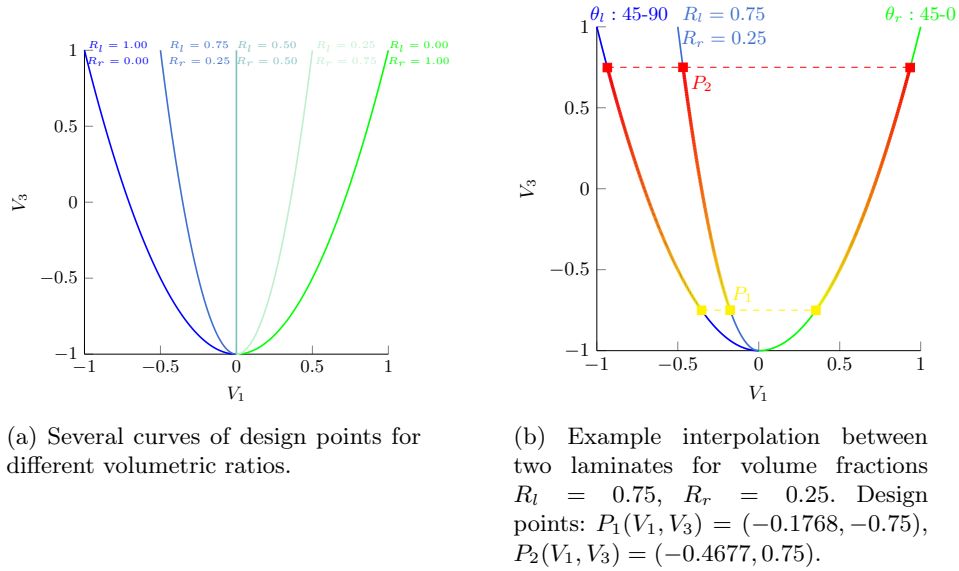 R_l = 1.00 R_l = 0.75 R_l = 0.50 R_l = 0.25 R_l = 0.00
R_r = 0.00 R_r = 0.25 R_r = 0.50 R_r = 0.75 R_r = 1.00
1
0.5
0
−0.5
−1
V_3
−1 −0.5 0 0.5 1
V_1
(a) Several curves of design points for
different volumetric ratios.
θ_l : 45-90 R_l = 0.75 θ_r : 45-0
R_r = 0.25
1
0.5
0
−0.5
−1
V_3
P_2
P_1
−1 −0.5 0 0.5 1
V_1
(b) Example interpolation between
two laminates for volume fractions
R_l = 0.75, R_r = 0.25. Design
points: P_1(V_1, V_3) = (−0.1768, −0.75),
P_2(V_1, V_3) = (−0.4677, 0.75).